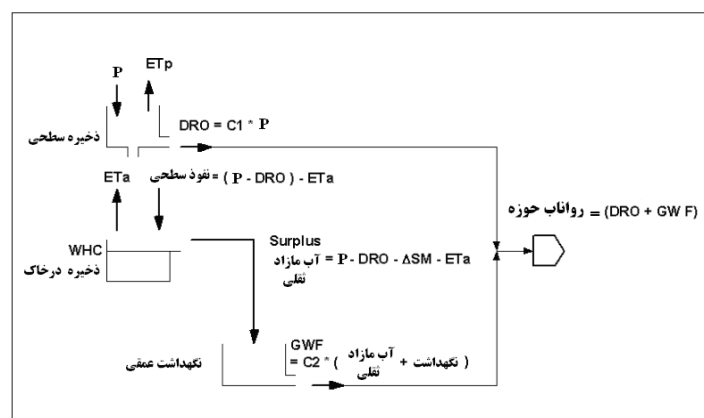 P
ETp
DRO = C1 * P
ذخیره سطحی
ETa
نفوذ سطحی = ( P - DRO ) - ETa
رواناب حوزه = (DRO + GW F)
WHC
ذخیره درخاک
Surplus
آب مازاد ثقلی = P - DRO - ΔSM - ETa
GWF
= C2 * ( آب مازاد ثقلی + نگهداشت )
نگهداشت عمقی